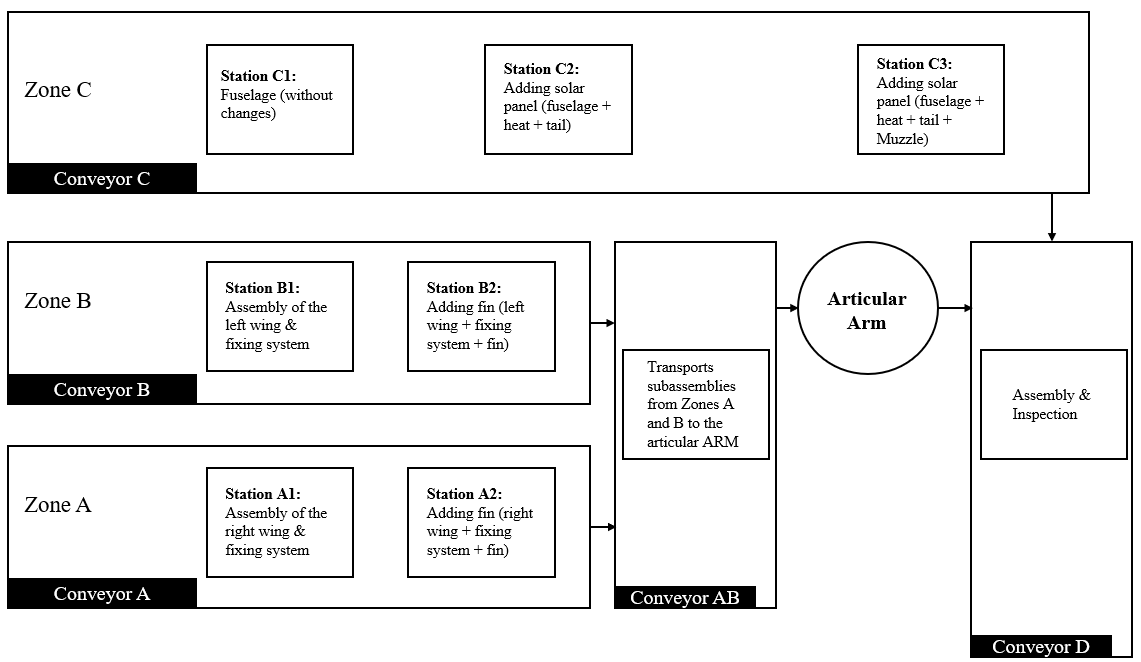 Zone C
Station C1:
Fuselage (without
changes)
Station C2:
Adding solar
panel (fuselage +
heat + tail)
Station C3:
Adding solar
panel (fuselage +
heat + tail +
Muzzle)
Conveyor C
Zone B
Station B1:
Assembly of the
left wing &
fixing system
Station B2:
Adding fin (left
wing + fixing
system + fin)
Conveyor B
Zone A
Station A1:
Assembly of the
right wing &
fixing system
Station A2:
Adding fin (right
wing + fixing
system + fin)
Conveyor A
Transports
subassemblies
from Zones A
and B to the
articular ARM
Conveyor AB
Articular
Arm
Assembly &
Inspection
Conveyor D